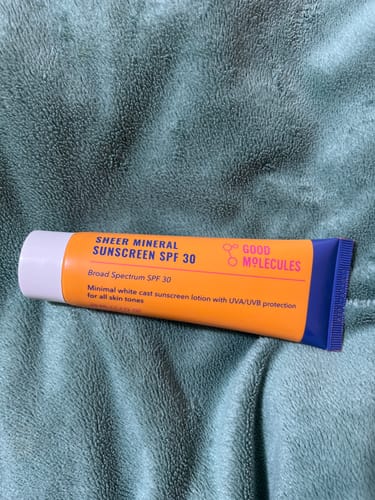 SHEER MINERAL
SUNSCREEN SPF 30
GOOD
MOLECULES
Broad Spectrum SPF 30
Minimal white cast sunscreen lotion with UVA/UVB protection
for all skin tones